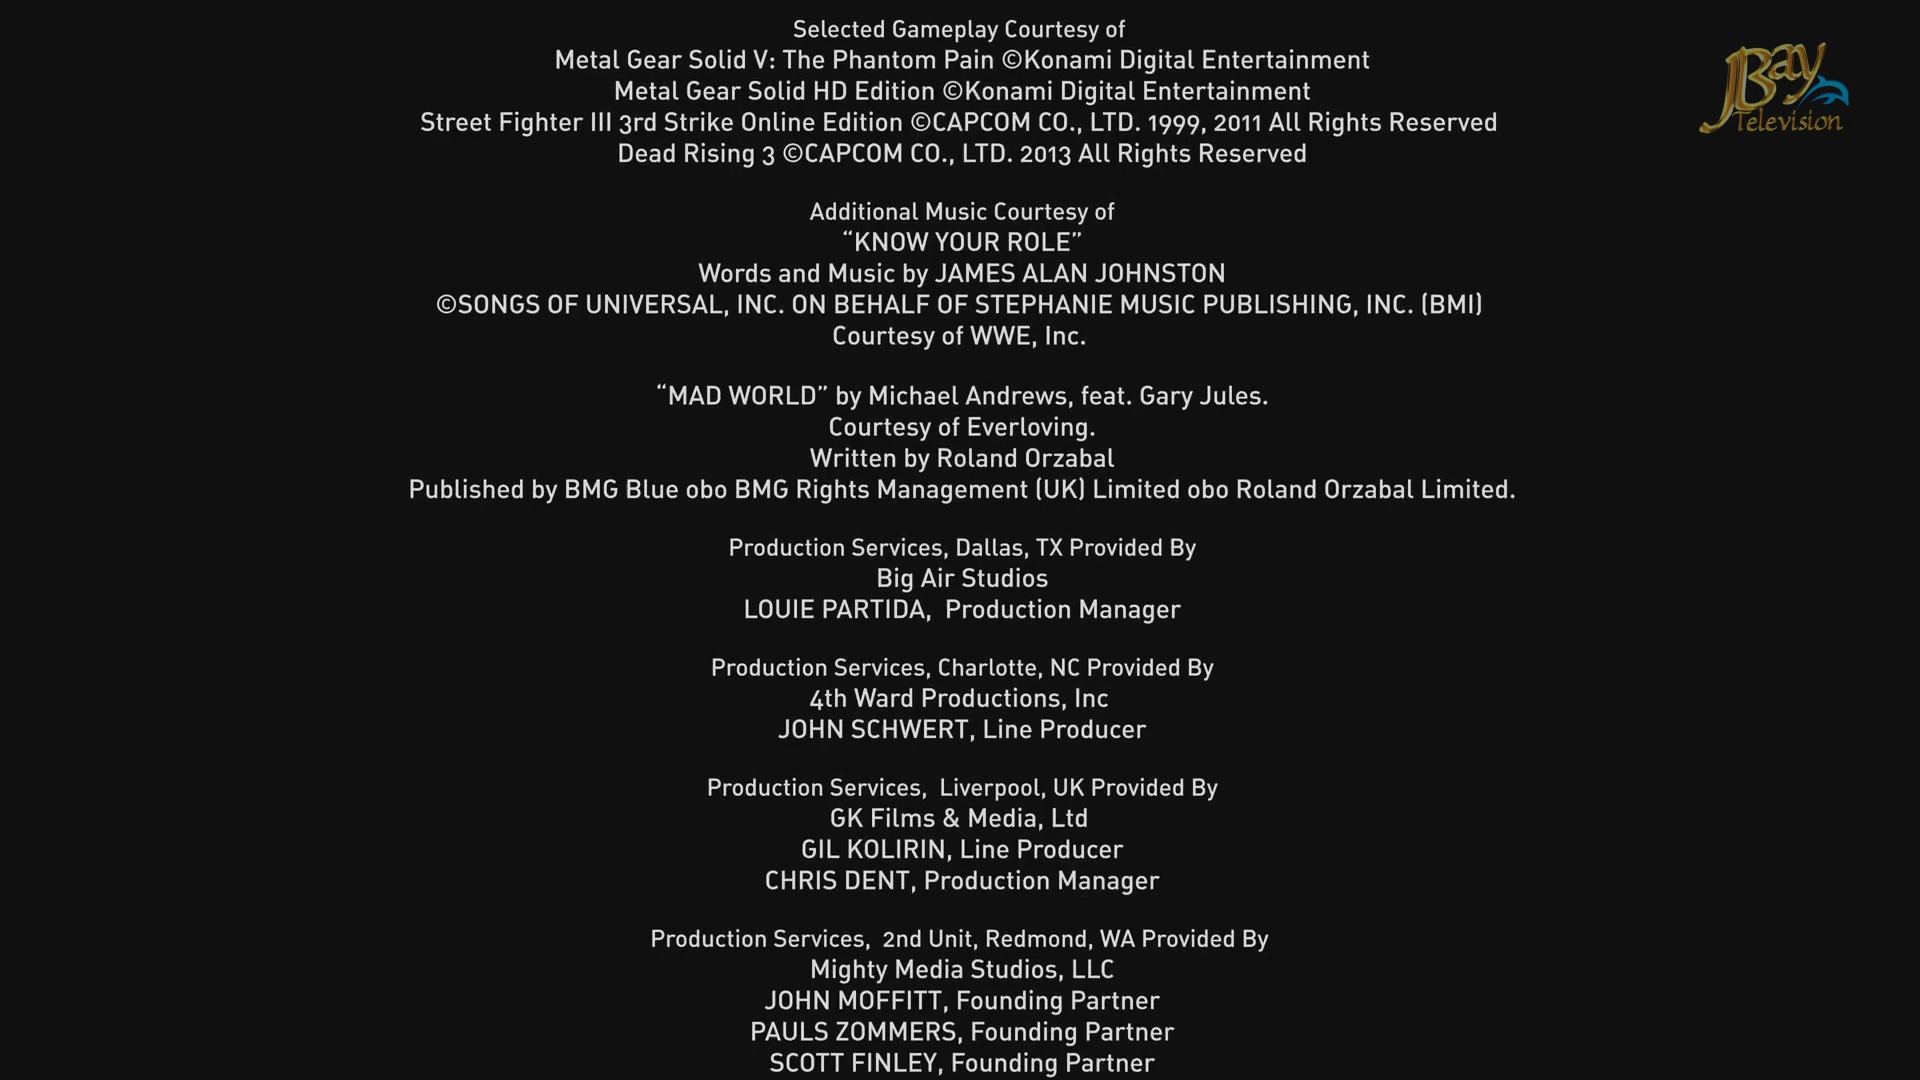 Selected Gameplay Courtesy of
Metal Gear Solid V: The Phantom Pain ©Konami Digital Entertainment
Metal Gear Solid HD Edition ©Konami Digital Entertainment
Street Fighter III 3rd Strike Online Edition ©CAPCOM CO., LTD. 1999, 2011 All Rights Reserved
Dead Rising 3 ©CAPCOM CO., LTD. 2013 All Rights Reserved
JBay
Television
Additional Music Courtesy of
“KNOW YOUR ROLE”
Words and Music by JAMES ALAN JOHNSTON
©SONGS OF UNIVERSAL, INC. ON BEHALF OF STEPHANIE MUSIC PUBLISHING, INC. (BMI)
Courtesy of WWE, Inc.
“MAD WORLD” by Michael Andrews, feat. Gary Jules.
Courtesy of Everloving.
Written by Roland Orzabal
Published by BMG Blue obo BMG Rights Management (UK) Limited obo Roland Orzabal Limited.
Production Services, Dallas, TX Provided By
Big Air Studios
LOUIE PARTIDA, Production Manager
Production Services, Charlotte, NC Provided By
4th Ward Productions, Inc
JOHN SCHWERT, Line Producer
Production Services, Liverpool, UK Provided By
GK Films & Media, Ltd
GIL KOLIRIN, Line Producer
CHRIS DENT, Production Manager
Production Services, 2nd Unit, Redmond, WA Provided By
Mighty Media Studios, LLC
JOHN MOFFITT, Founding Partner
PAULS ZOMMERS, Founding Partner
SCOTT FINLEY, Founding Partner